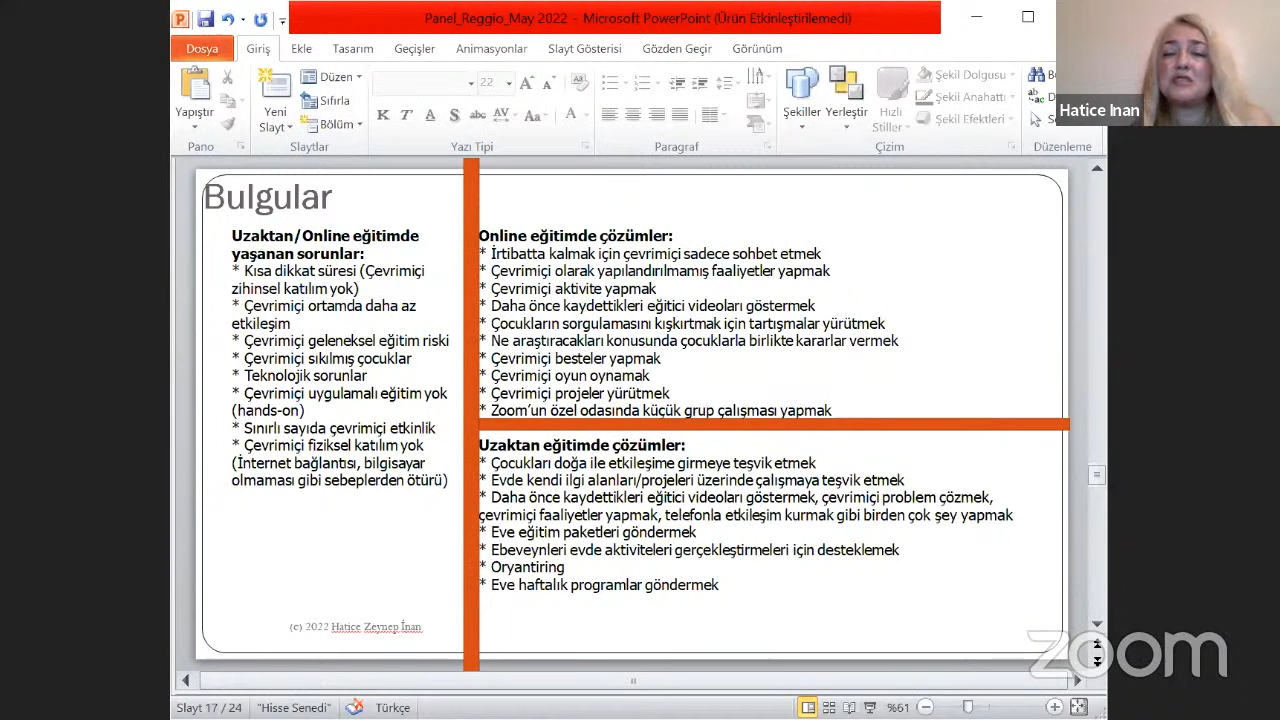 Panel_Reggio_May 2022 - Microsoft PowerPoint (Ürün Etkinleştirilemedi)
Dosya Giriş Ekle Tasarım Geçişler Animasyonlar Slayt Gösterisi Gözden Geçir Görünüm
Yapıştır
Pano
Yeni
Slayt
Düzen
Sıfırla
Bölüm
Slaytlar
22
K T A S abc AV Aa A
Yazı Tipi
Paragraf
Şekiller
Yerleştir
Hızlı
Stiller
Şekil Dolgusu
Şekil Anahattı
Şekil Efektleri
Çizim
Düzenleme
Hatice Inan
Bulgular
Uzaktan/Online eğitimde
yaşanan sorunlar:
* Kısa dikkat süresi (Çevrimiçi
zihinsel katılım yok)
* Çevrimiçi ortamda daha az
etkileşim
* Çevrimiçi geleneksel eğitim riski
* Çevrimiçi sıkılmış çocuklar
* Teknolojik sorunlar
* Çevrimiçi uygulamalı eğitim yok
(hands-on)
* Sınırlı sayıda çevrimiçi etkinlik
* Çevrimiçi fiziksel katılım yok
(İnternet bağlantısı, bilgisayar
olmaması gibi sebeplerden ötürü)
(c) 2022 Hatice Zeynep İnan
Online eğitimde çözümler:
* İrtibatta kalmak için çevrimiçi sadece sohbet etmek
* Çevrimiçi olarak yapılandırılmamış faaliyetler yapmak
* Çevrimiçi aktivite yapmak
* Daha önce kaydettikleri eğitici videoları göstermek
* Çocukların sorgulamasını kışkırtmak için tartışmalar yürütmek
* Ne araştıracakları konusunda çocuklarla birlikte kararlar vermek
* Çevrimiçi besteler yapmak
* Çevrimiçi oyun oynamak
* Çevrimiçi projeler yürütmek
* Zoom'un özel odasında küçük grup çalışması yapmak
Uzaktan eğitimde çözümler:
* Çocukları doğa ile etkileşime girmeye teşvik etmek
* Evde kendi ilgi alanları/projeleri üzerinde çalışmaya teşvik etmek
* Daha önce kaydettikleri eğitici videoları göstermek, çevrimiçi problem çözmek,
çevrimiçi faaliyetler yapmak, telefonla etkileşim kurmak gibi birden çok şey yapmak
* Eve eğitim paketleri göndermek
* Ebeveynleri evde aktiviteleri gerçekleştirmeleri için desteklemek
* Oryantiring
* Eve haftalık programlar göndermek
zoom
Slayt 17 / 24 "Hisse Senedi" Türkçe %61